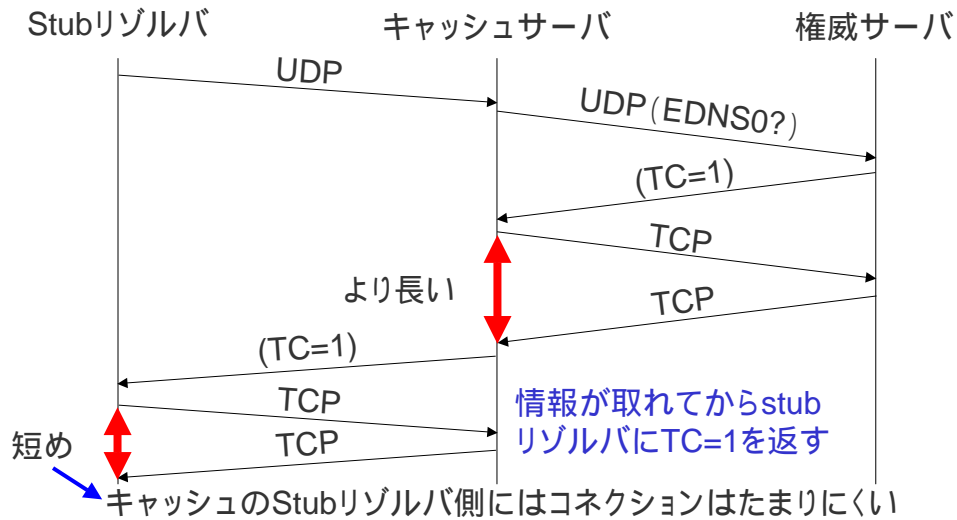 Stubリゾルバ
キャッシュサーバ
権威サーバ
UDP
UDP(EDNS0?)
(TC=1)
TCP
より長い
TCP
(TC=1)
TCP
情報が取れてからstub
リゾルバにTC=1を返す
短め
TCP
キャッシュのStubリゾルバ側にはコネクションはたまりにくい